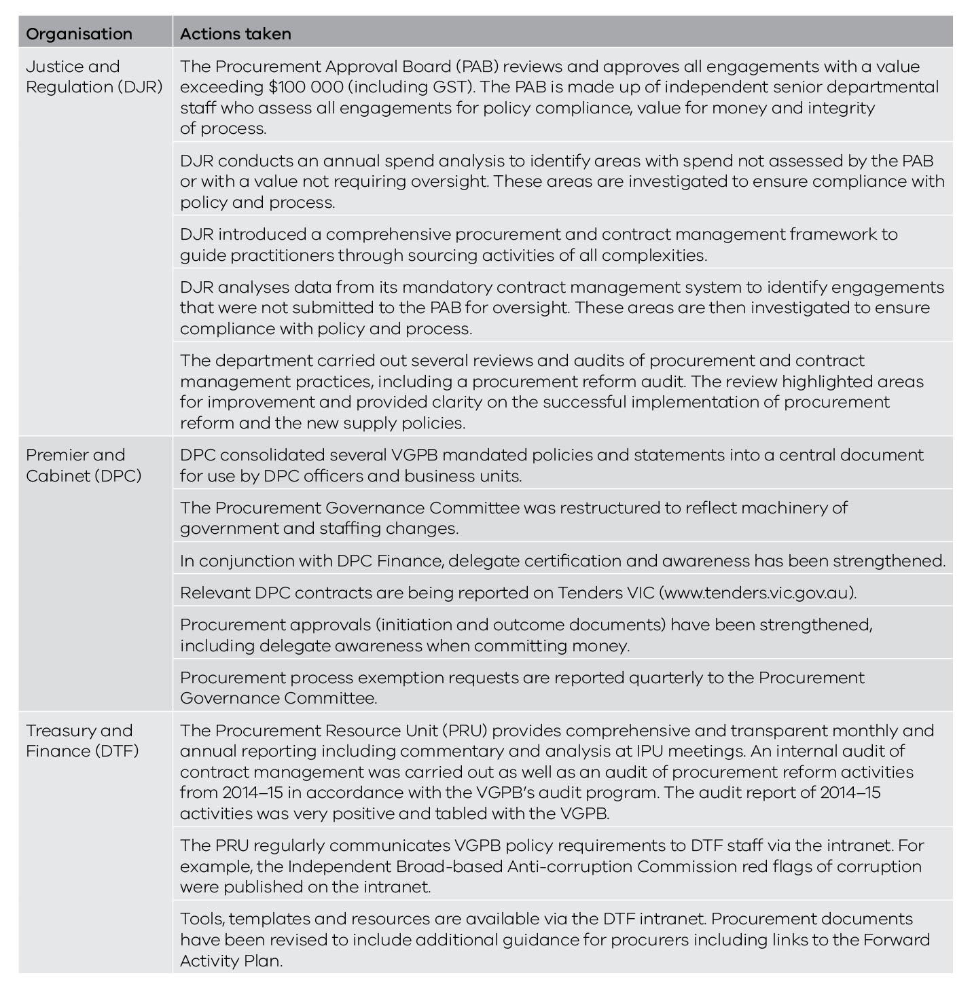 Organisation
Actions taken
Justice and
Regulation (DJR)
The Procurement Approval Board (PAB) reviews and approves all engagements with a value
exceeding $100 000 (including GST). The PAB is made up of independent senior departmental
staff who assess all engagements for policy compliance, value for money and integrity
of process.
DJR conducts an annual spend analysis to identify areas with spend not assessed by the PAB
or with a value not requiring oversight. These areas are investigated to ensure compliance with
policy and process.
DJR introduced a comprehensive procurement and contract management framework to
guide practitioners through sourcing activities of all complexities.
DJR analyses data from its mandatory contract management system to identify engagements
that were not submitted to the PAB for oversight. These areas are then investigated to ensure
compliance with policy and process.
The department carried out several reviews and audits of procurement and contract
management practices, including a procurement reform audit. The review highlighted areas
for improvement and provided clarity on the successful implementation of procurement
reform and the new supply policies.
Premier and
Cabinet (DPC)
DPC consolidated several VGPB mandated policies and statements into a central document
for use by DPC officers and business units.
The Procurement Governance Committee was restructured to reflect machinery of
government and staffing changes.
In conjunction with DPC Finance, delegate certification and awareness has been strengthened.
Relevant DPC contracts are being reported on Tenders VIC (www.tenders.vic.gov.au).
Procurement approvals (initiation and outcome documents) have been strengthened,
including delegate awareness when committing money.
Procurement process exemption requests are reported quarterly to the Procurement
Governance Committee.
Treasury and
Finance (DTF)
The Procurement Resource Unit (PRU) provides comprehensive and transparent monthly and
annual reporting including commentary and analysis at IPU meetings. An internal audit of
contract management was carried out as well as an audit of procurement reform activities
from 2014–15 in accordance with the VGPB's audit program. The audit report of 2014–15
activities was very positive and tabled with the VGPB.
The PRU regularly communicates VGPB policy requirements to DTF staff via the intranet. For
example, the Independent Broad-based Anti-corruption Commission red flags of corruption
were published on the intranet.
Tools, templates and resources are available via the DTF intranet. Procurement documents
have been revised to include additional guidance for procurers including links to the Forward
Activity Plan.